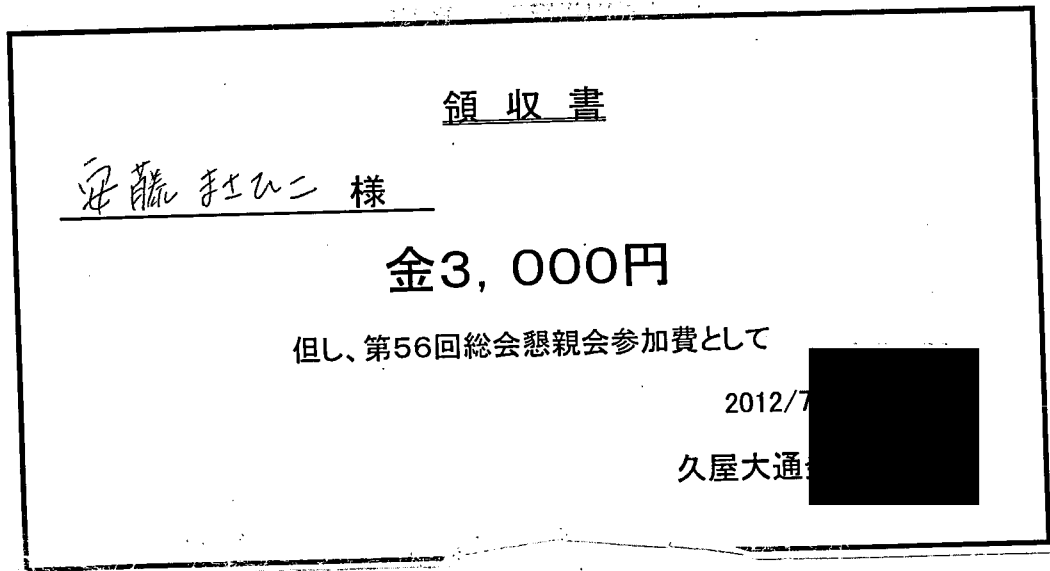 領収書
安藤 まさひこ 様
金3,000円
但し、第56回総会懇親会参加費として
2012/7
久屋大通